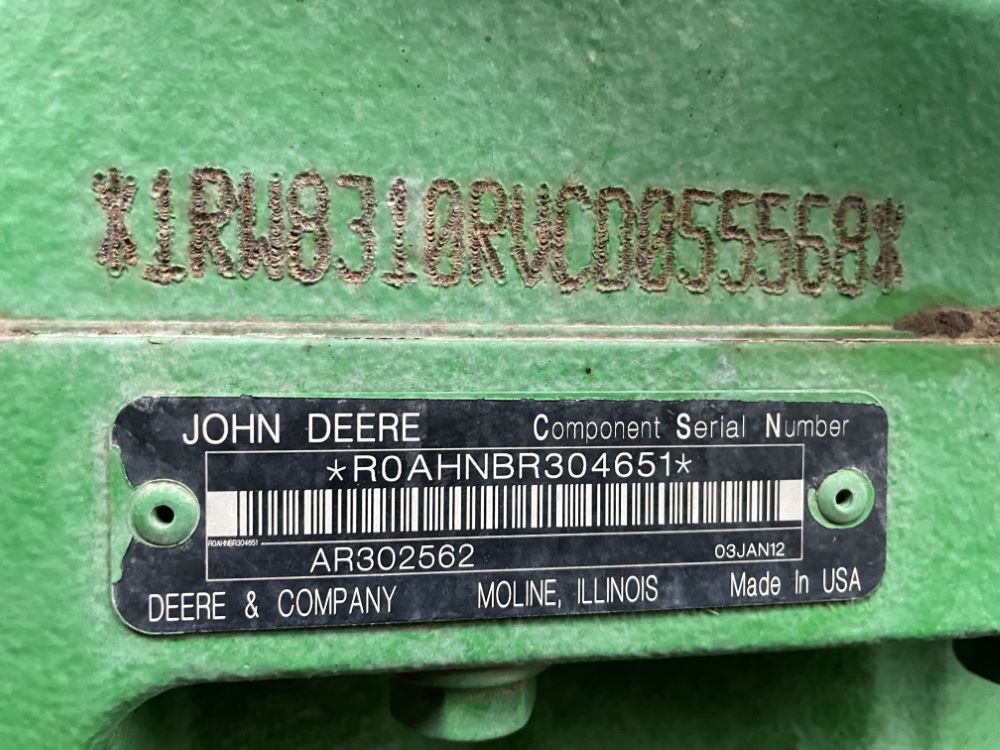 *1RW8310RVCD055568*
JOHN DEERE Component Serial Number
*R0AHNBR304651*
R0AHNBR304651
AR302562 03JAN12
DEERE & COMPANY MOLINE, ILLINOIS Made In USA